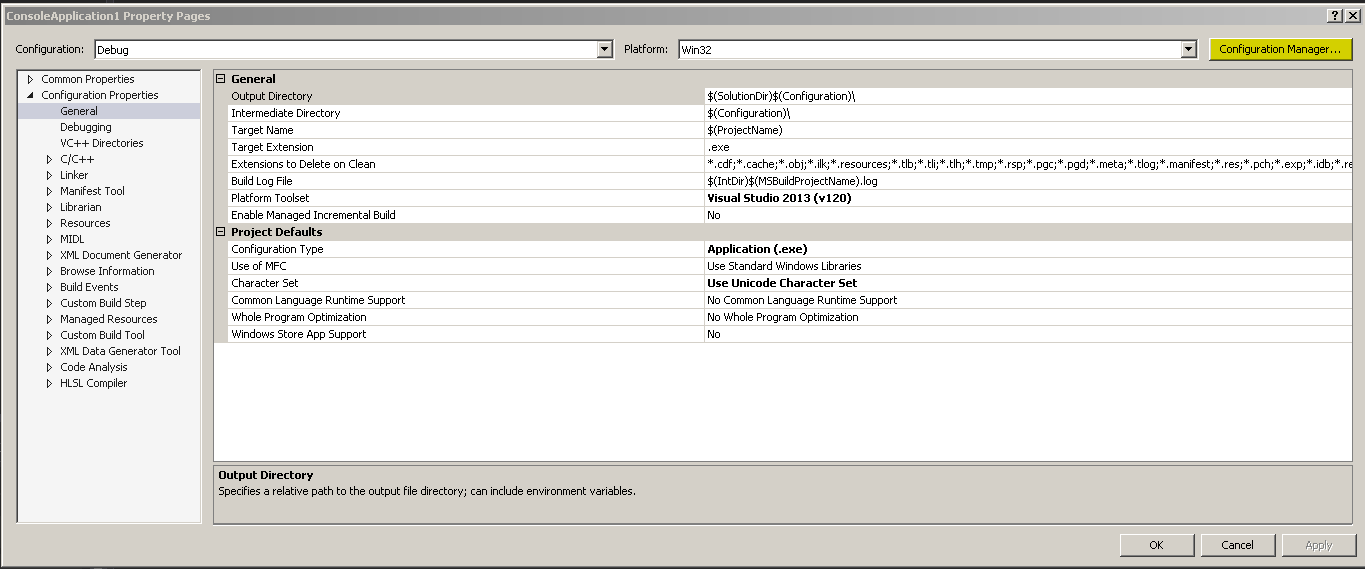 ConsoleApplication1 Property Pages
Configuration: Debug Platform: Win32 Configuration Manager...
Common Properties
Configuration Properties
General
Debugging
VC++ Directories
C/C++
Linker
Manifest Tool
Librarian
Resources
MIDL
XML Document Generator
Browse Information
Build Events
Custom Build Step
Managed Resources
Custom Build Tool
XML Data Generator Tool
Code Analysis
HLSL Compiler
General
Output Directory $(SolutionDir)$(Configuration)\
Intermediate Directory $(Configuration)\
Target Name $(ProjectName)
Target Extension .exe
Extensions to Delete on Clean *.cdf;*.cache;*.obj;*.ilk;*.resources;*.tlb;*.tli;*.tlh;*.tmp;*.rsp;*.pgc;*.pgd;*.meta;*.tlog;*.manifest;*.res;*.pch;*.exp;*.idb;*.re
Build Log File $(IntDir)$(MSBuildProjectName).log
Platform Toolset Visual Studio 2013 (v120)
Enable Managed Incremental Build No
Project Defaults
Configuration Type Application (.exe)
Use of MFC Use Standard Windows Libraries
Character Set Use Unicode Character Set
Common Language Runtime Support No Common Language Runtime Support
Whole Program Optimization No Whole Program Optimization
Windows Store App Support No
Output Directory
Specifies a relative path to the output file directory; can include environment variables.
OK Cancel Apply